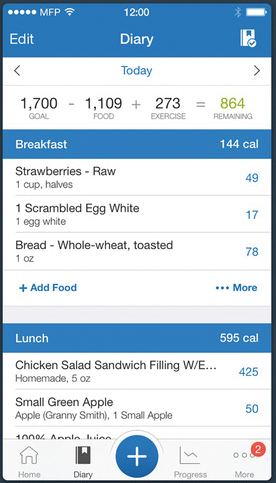 MFP 12:00
Edit Diary
Today
1,700 - 1,109 + 273 = 864
GOAL FOOD EXERCISE REMAINING
Breakfast 144 cal
Strawberries - Raw 49
1 cup, halves
1 Scrambled Egg White 17
1 egg white
Bread - Whole-wheat, toasted 78
1 oz
+ Add Food ••• More
Lunch 595 cal
Chicken Salad Sandwich Filling W/E... 425
Homemade, 5 oz
Small Green Apple 50
Apple (Granny Smith), 1 Small Apple
100% Apple Juice
2
Home Diary + Progress More